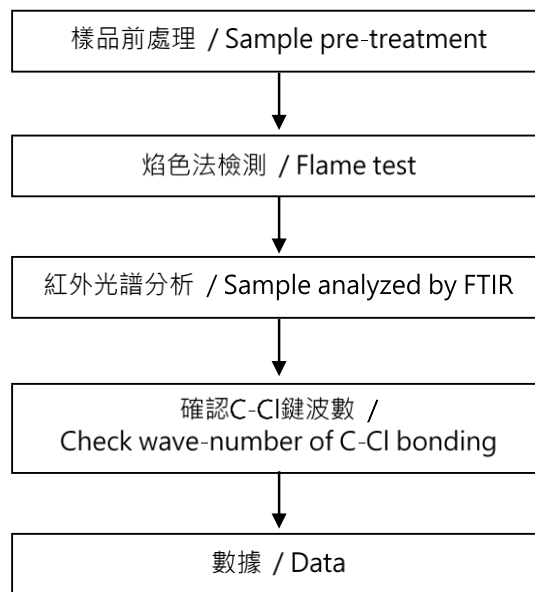 樣品前處理 / Sample pre-treatment
焰色法檢測 / Flame test
紅外光譜分析 / Sample analyzed by FTIR
確認C-Cl鍵波數 /
Check wave-number of C-Cl bonding
數據 / Data